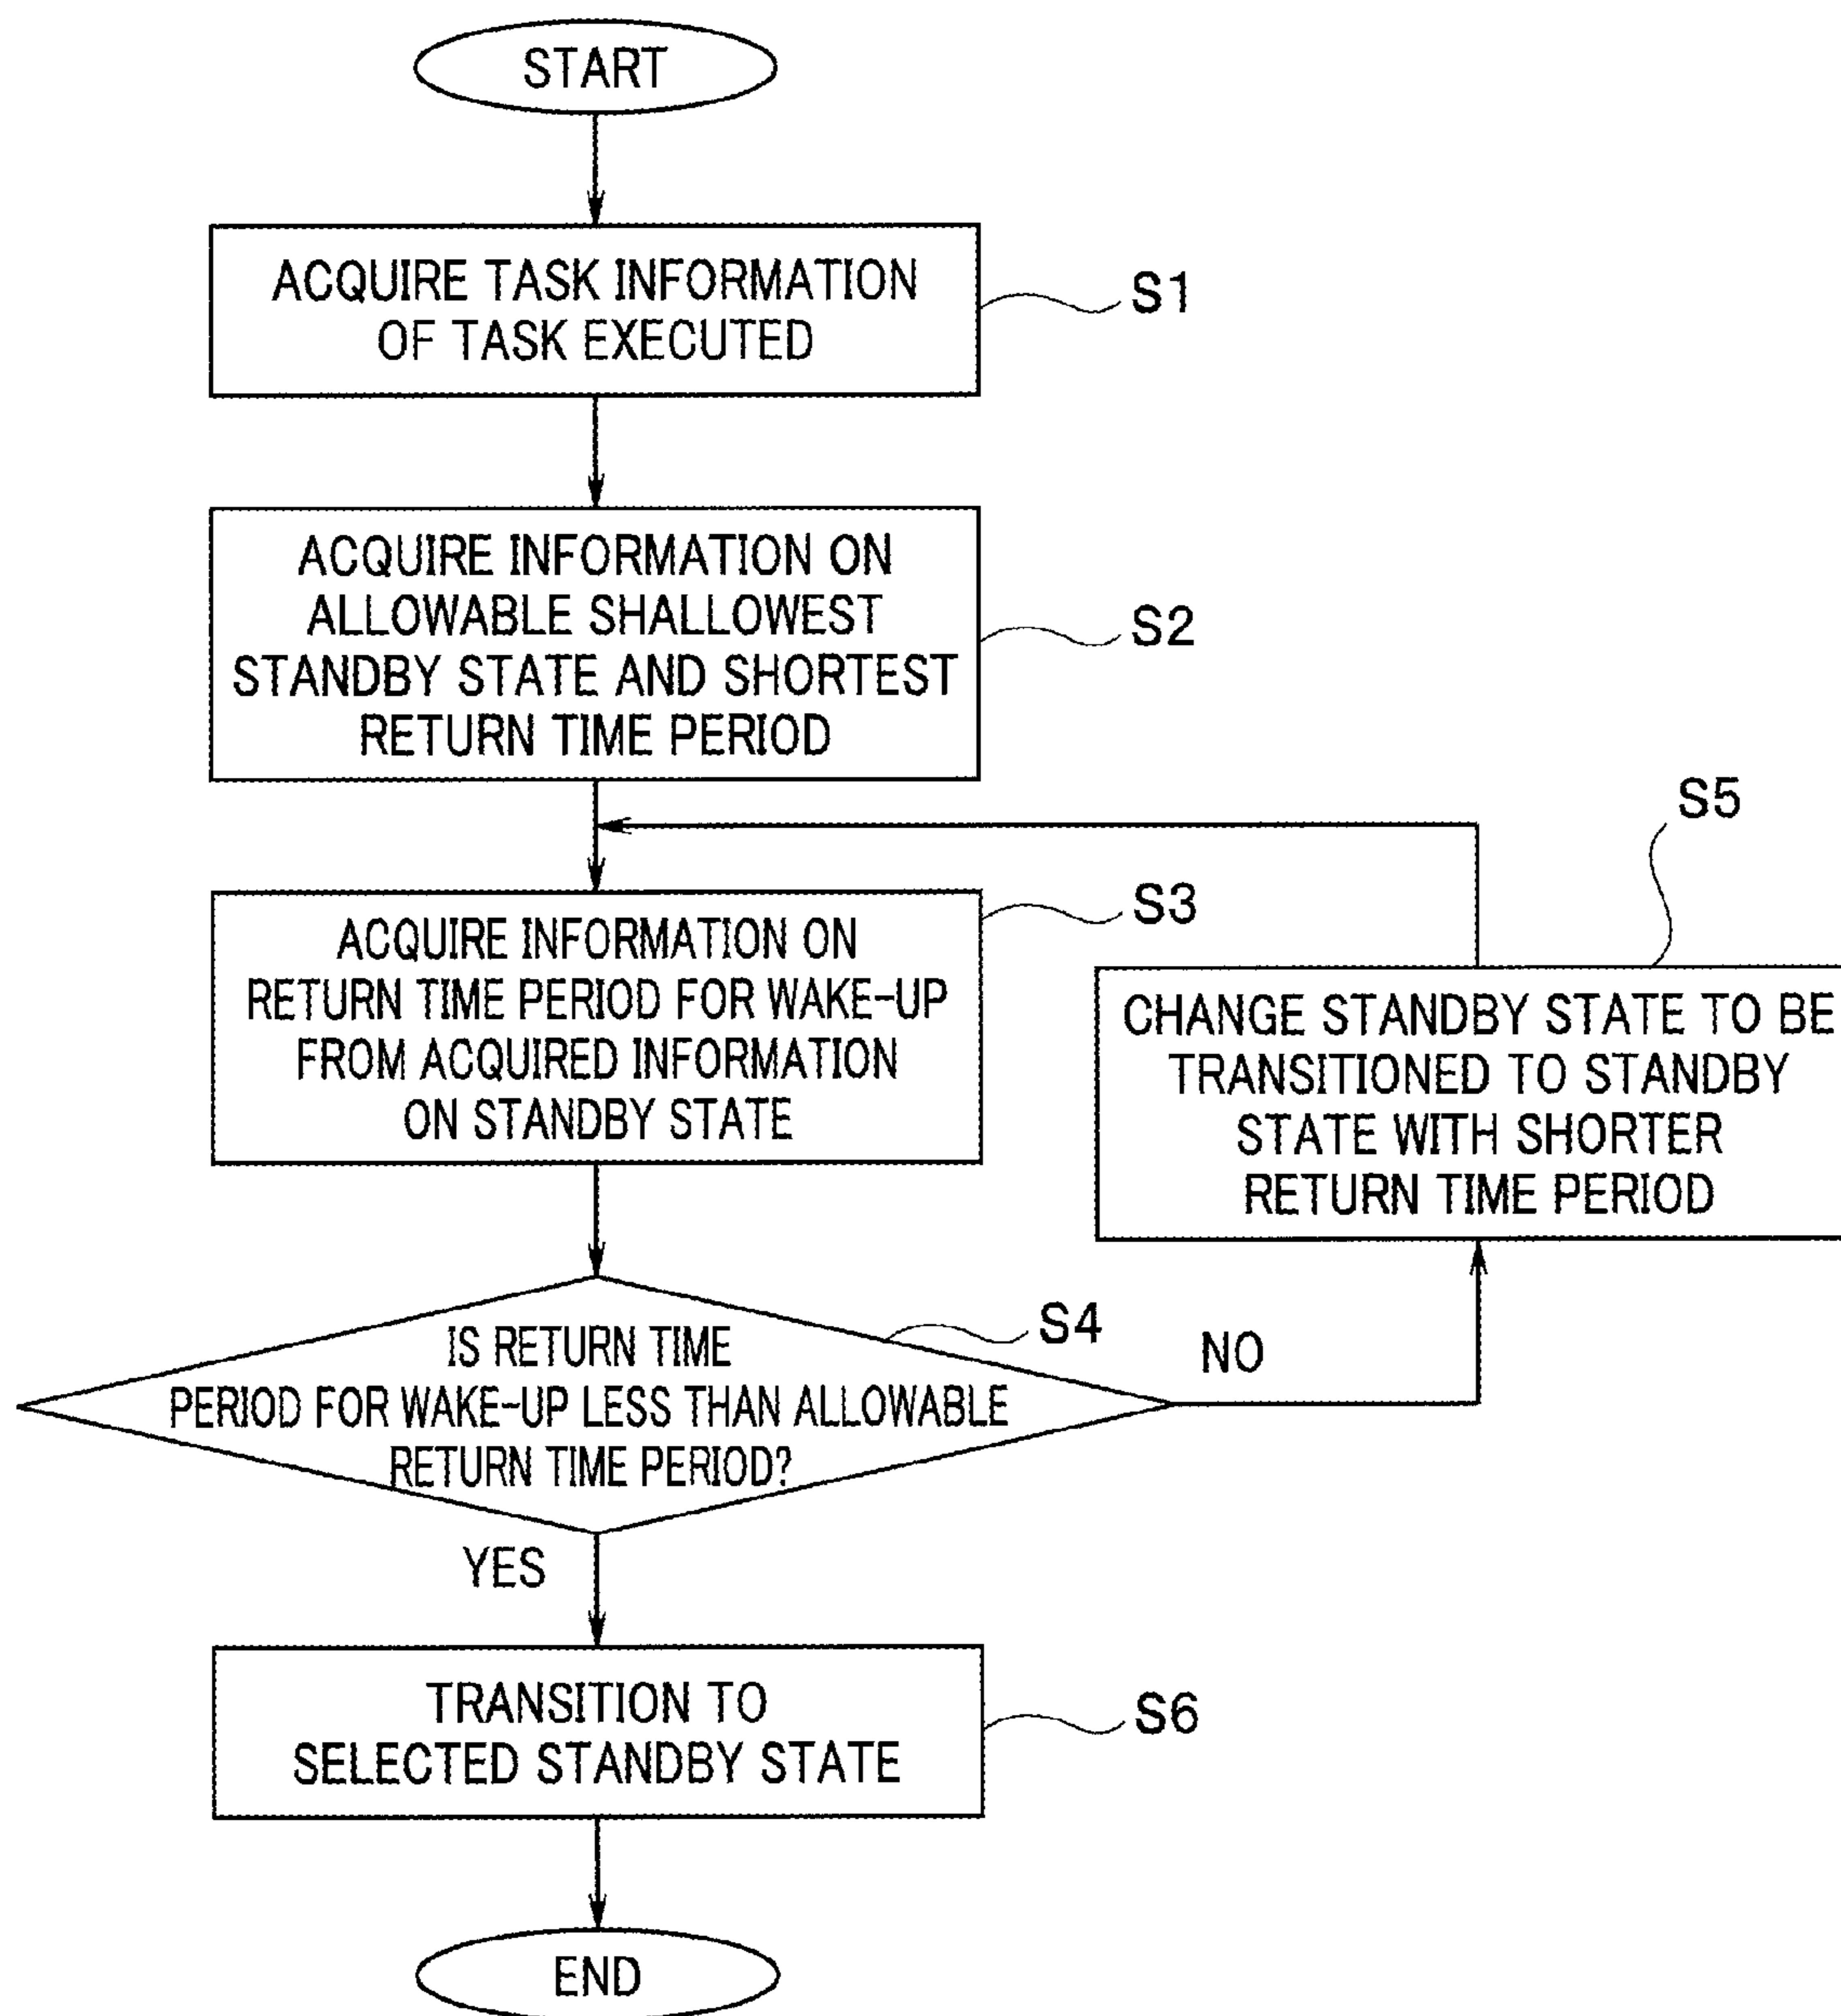 START
ACQUIRE TASK INFORMATION
OF TASK EXECUTED
S1
ACQUIRE INFORMATION ON
ALLOWABLE SHALLOWEST
STANDBY STATE AND SHORTEST
RETURN TIME PERIOD
S2
S5
ACQUIRE INFORMATION ON
RETURN TIME PERIOD FOR WAKE-UP
FROM ACQUIRED INFORMATION
ON STANDBY STATE
S3
CHANGE STANDBY STATE TO BE
TRANSITIONED TO STANDBY
STATE WITH SHORTER
RETURN TIME PERIOD
IS RETURN TIME
PERIOD FOR WAKE-UP LESS THAN ALLOWABLE
RETURN TIME PERIOD?
S4
NO
YES
TRANSITION TO
SELECTED STANDBY STATE
S6
END